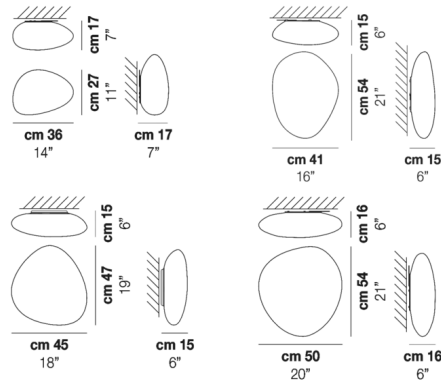 cm 17
7”
cm 27
11”
cm 36
14”
cm 17
7”
cm 15
6”
cm 54
21”
cm 41
16”
cm 15
6”
cm 15
6”
cm 47
19”
cm 45
18”
cm 15
6”
cm 16
6”
cm 54
21”
cm 50
20”
cm 16
6”